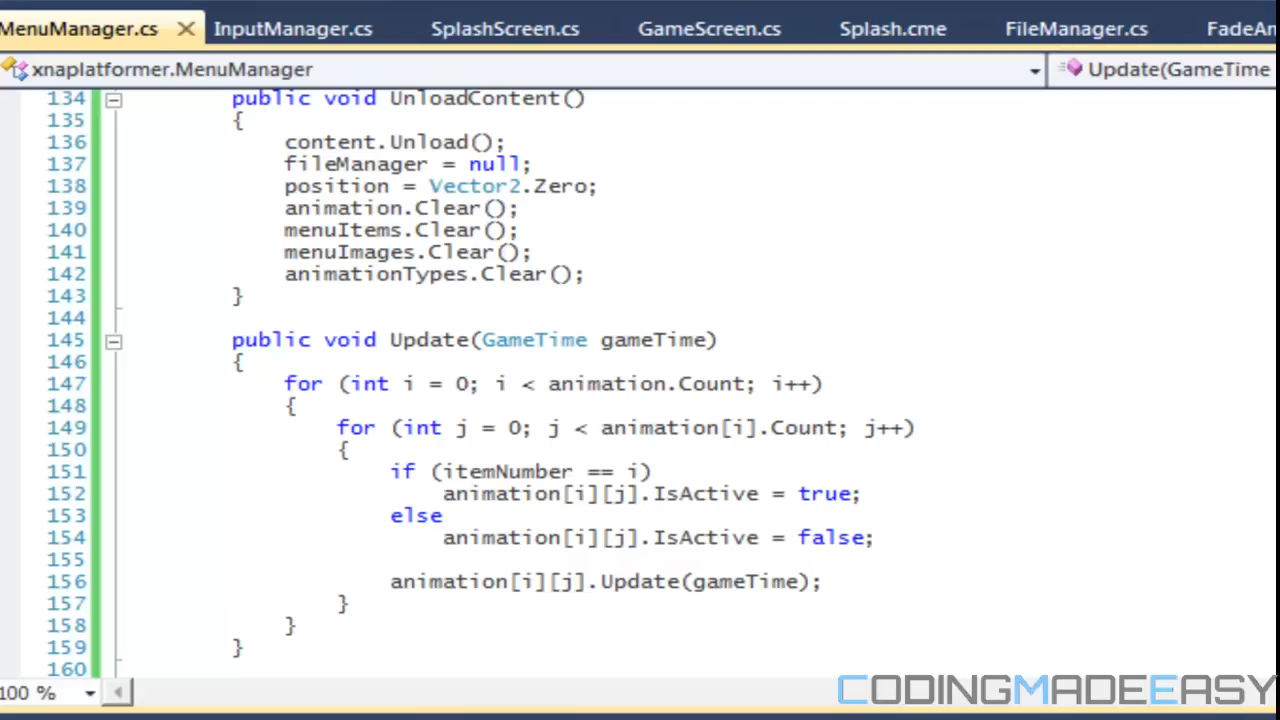 MenuManager.cs InputManager.cs SplashScreen.cs GameScreen.cs Splash.cme FileManager.cs FadeAn
xnaplatformer.MenuManager Update(GameTime
134 public void UnloadContent()
135 {
136 content.Unload();
137 fileManager = null;
138 position = Vector2.Zero;
139 animation.Clear();
140 menuItems.Clear();
141 menuImages.Clear();
142 animationTypes.Clear();
143 }
144
145 public void Update(GameTime gameTime)
146 {
147 for (int i = 0; i < animation.Count; i++)
148 {
149 for (int j = 0; j < animation[i].Count; j++)
150 {
151 if (itemNumber == i)
152 animation[i][j].IsActive = true;
153 else
154 animation[i][j].IsActive = false;
155
156 animation[i][j].Update(gameTime);
157 }
158 }
159 }
160
100 %
CODINGMADEEASY